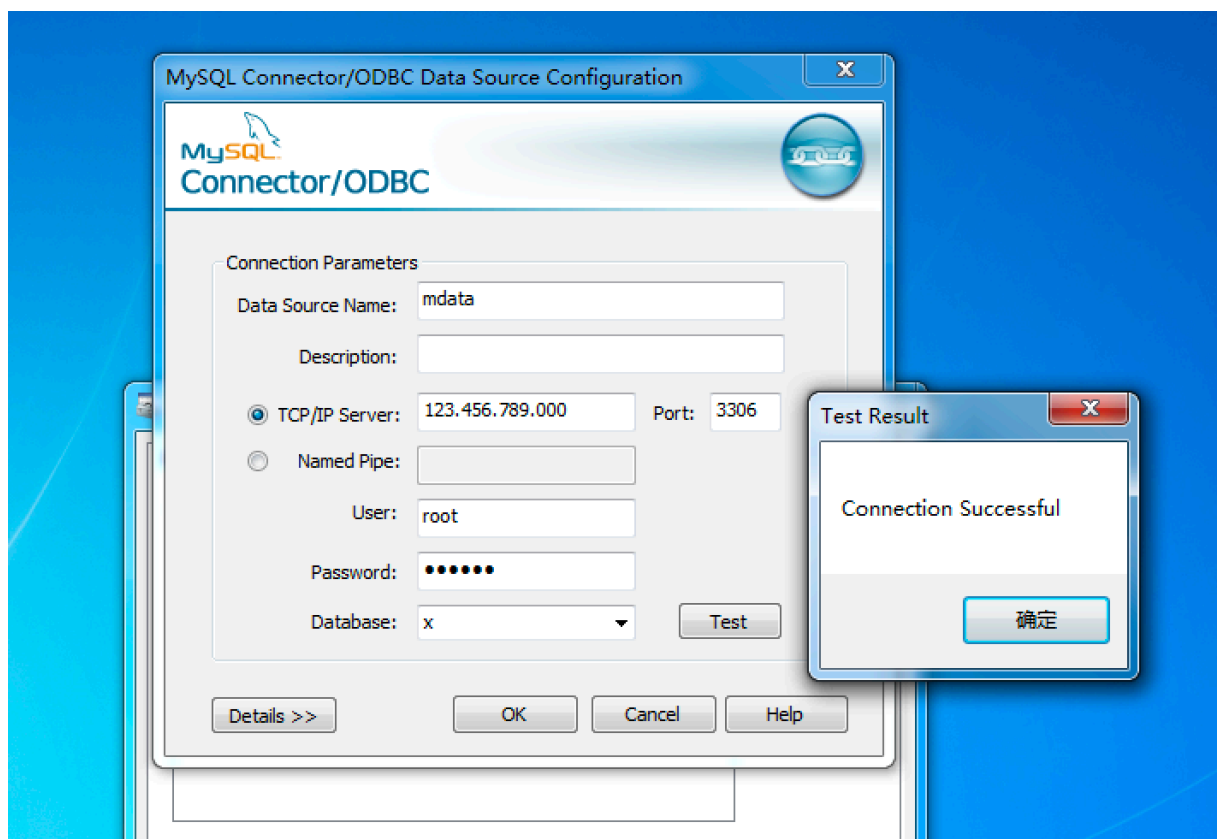 MySQL Connector/ODBC Data Source Configuration
MySQL
Connector/ODBC
Connection Parameters
Data Source Name: mdata
Description:
TCP/IP Server: 123.456.789.000 Port: 3306
Named Pipe:
User: root
Password: ••••••
Database: x Test
Details >> OK Cancel Help
Test Result
Connection Successful
确定